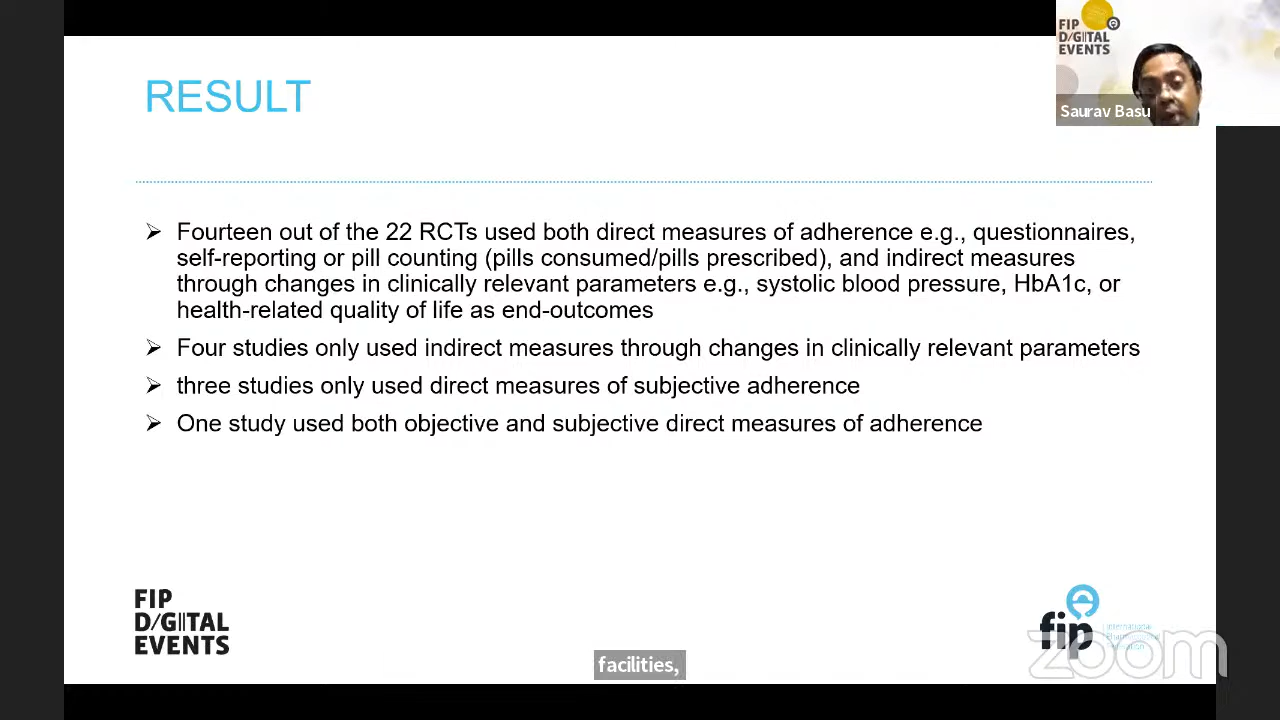 RESULT
FIP
D/GITAL
EVENTS
Saurav Basu
➢ Fourteen out of the 22 RCTs used both direct measures of adherence e.g., questionnaires,
self-reporting or pill counting (pills consumed/pills prescribed), and indirect measures
through changes in clinically relevant parameters e.g., systolic blood pressure, HbA1c, or
health-related quality of life as end-outcomes
➢ Four studies only used indirect measures through changes in clinically relevant parameters
➢ three studies only used direct measures of subjective adherence
➢ One study used both objective and subjective direct measures of adherence
FIP
D/GITAL
EVENTS
fip
International
Pharmaceutical
Federation
zoom
facilities,